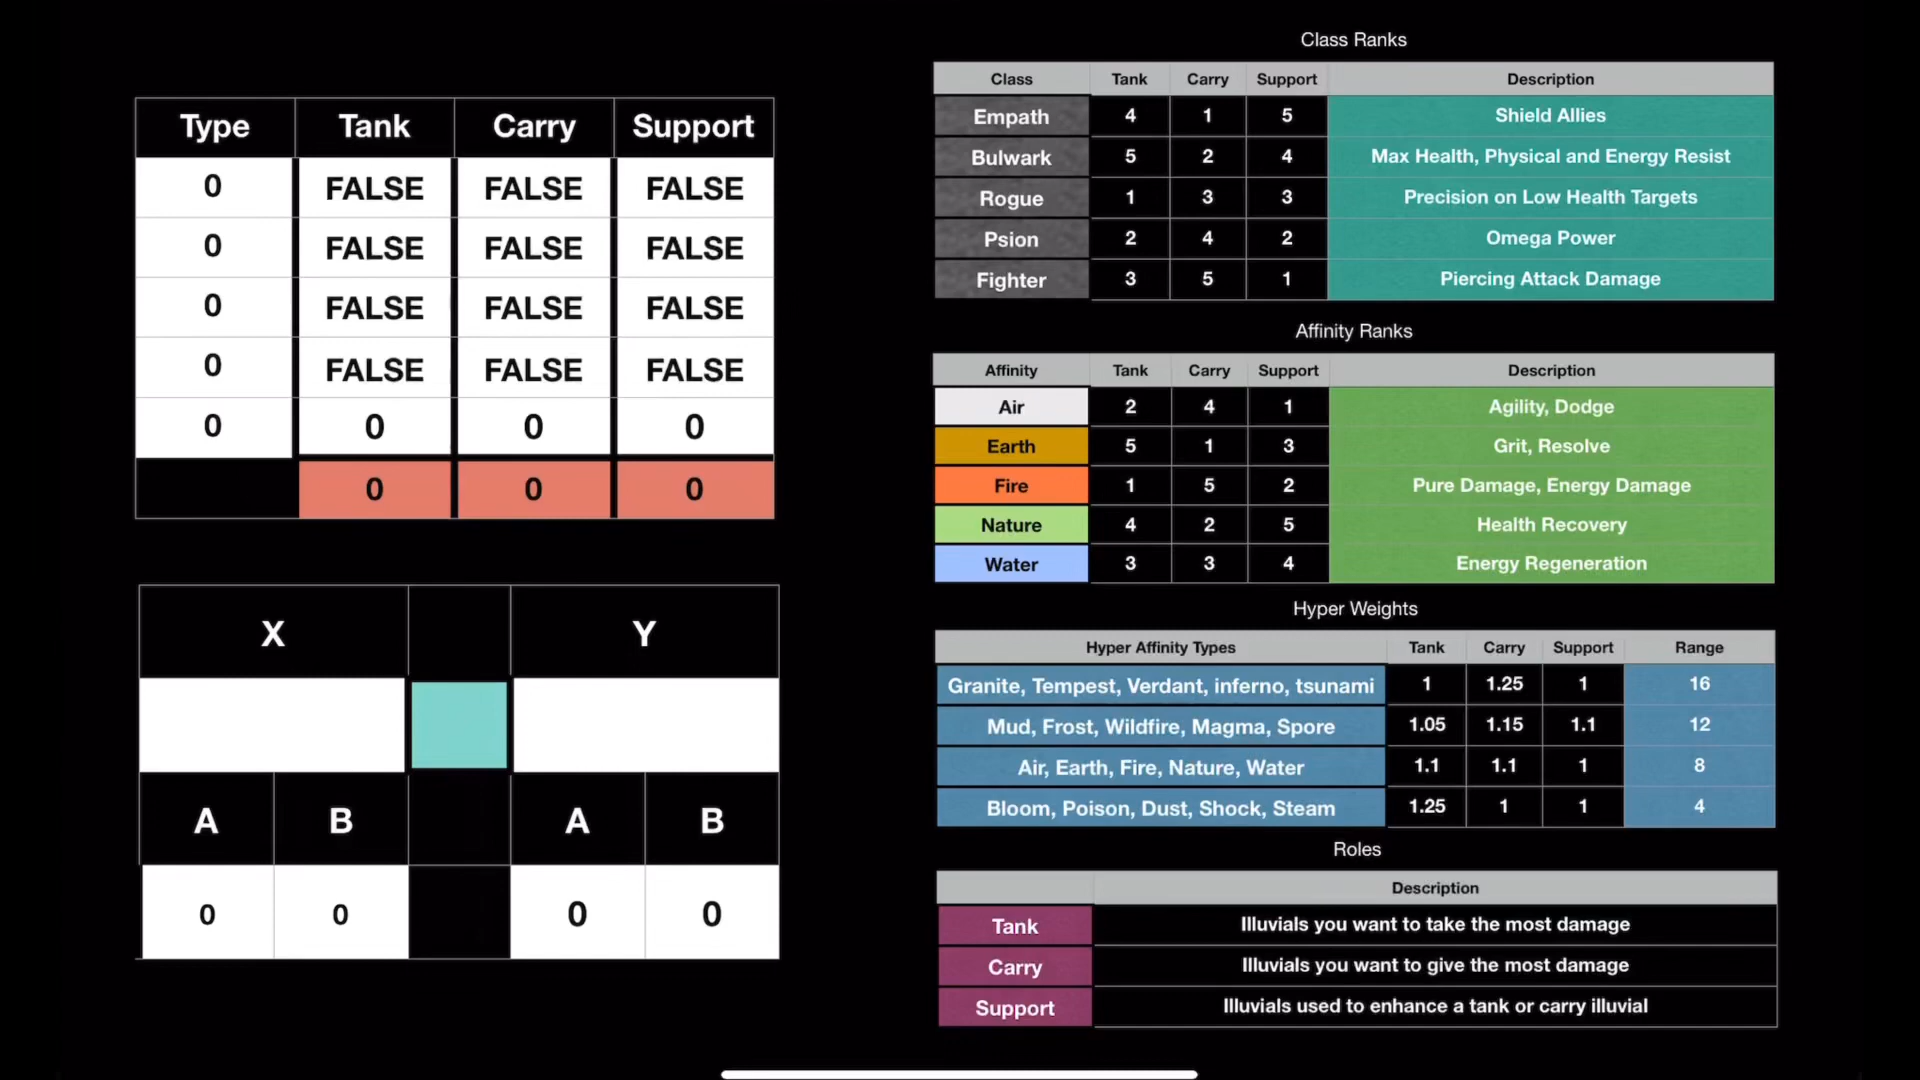 Type Tank Carry Support
0 FALSE FALSE FALSE
0 FALSE FALSE FALSE
0 FALSE FALSE FALSE
0 FALSE FALSE FALSE
0 0 0 0
0 0 0
X Y
A B A B
0 0 0 0
Class Ranks
Class Tank Carry Support Description
Empath 4 1 5 Shield Allies
Bulwark 5 2 4 Max Health, Physical and Energy Resist
Rogue 1 3 3 Precision on Low Health Targets
Psion 2 4 2 Omega Power
Fighter 3 5 1 Piercing Attack Damage
Affinity Ranks
Affinity Tank Carry Support Description
Air 2 4 1 Agility, Dodge
Earth 5 1 3 Grit, Resolve
Fire 1 5 2 Pure Damage, Energy Damage
Nature 4 2 5 Health Recovery
Water 3 3 4 Energy Regeneration
Hyper Weights
Hyper Affinity Types Tank Carry Support Range
Granite, Tempest, Verdant, inferno, tsunami 1 1.25 1 16
Mud, Frost, Wildfire, Magma, Spore 1.05 1.15 1.1 12
Air, Earth, Fire, Nature, Water 1.1 1.1 1 8
Bloom, Poison, Dust, Shock, Steam 1.25 1 1 4
Roles
Description
Tank Illuvials you want to take the most damage
Carry Illuvials you want to give the most damage
Support Illuvials used to enhance a tank or carry illuvial